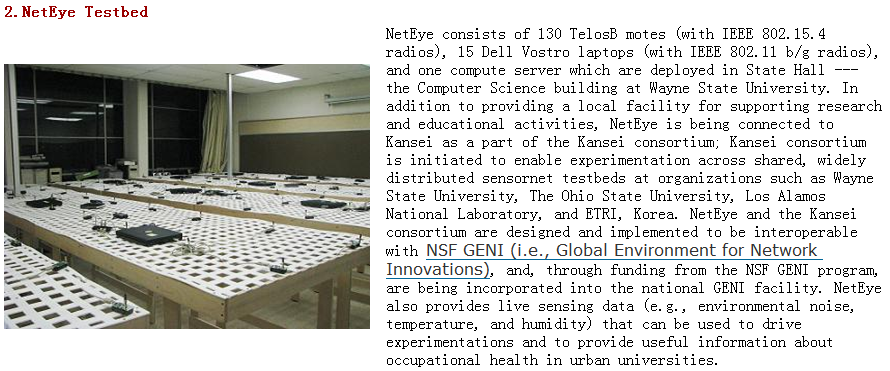 2.NetEye Testbed
NetEye consists of 130 TelosB motes (with IEEE 802.15.4
radios), 15 Dell Vostro laptops (with IEEE 802.11 b/g radios),
and one compute server which are deployed in State Hall ---
the Computer Science building at Wayne State University. In
addition to providing a local facility for supporting research
and educational activities, NetEye is being connected to
Kansei as a part of the Kansei consortium; Kansei consortium
is initiated to enable experimentation across shared, widely
distributed sensornet testbeds at organizations such as Wayne
State University, The Ohio State University, Los Alamos
National Laboratory, and ETRI, Korea. NetEye and the Kansei
consortium are designed and implemented to be interoperable
with NSF GENI (i.e., Global Environment for Network
Innovations), and, through funding from the NSF GENI program,
are being incorporated into the national GENI facility. NetEye
also provides live sensing data (e.g., environmental noise,
temperature, and humidity) that can be used to drive
experimentations and to provide useful information about
occupational health in urban universities.